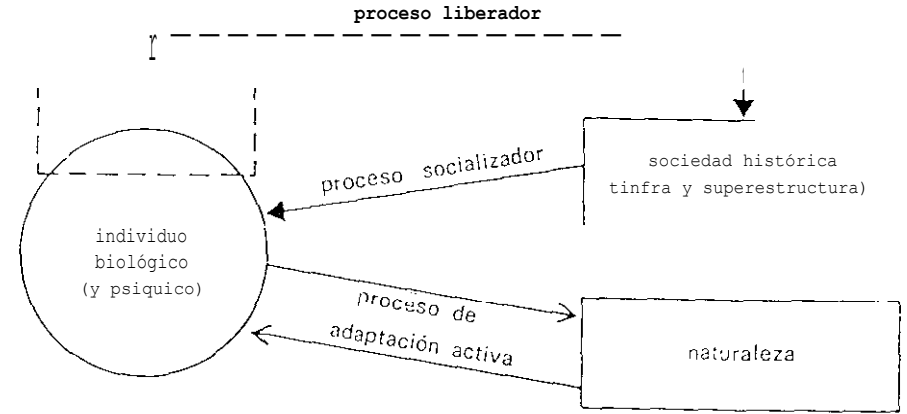 proceso liberador
proceso socializador
sociedad histórica
tinfra y superestructura)
individuo
biológico
(y psiquico)
proceso de
adaptación activa
naturaleza